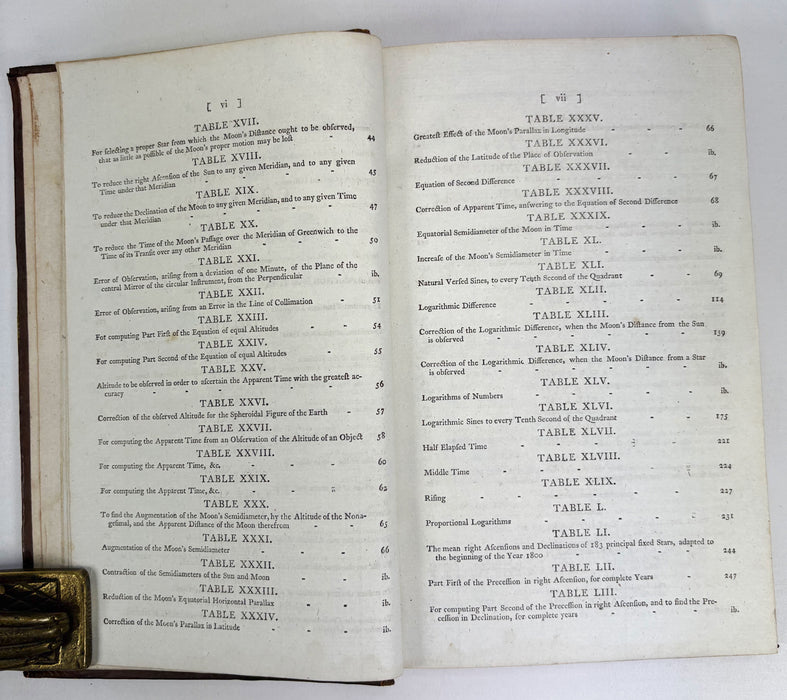 [ vi ]
TABLE XVII.
For ſelecting a proper Star from which the Moon's Diſtance ought to be obſerved,
that as little as poſſible of the Moon's proper motion may be loſt - 44
TABLE XVIII.
To reduce the right Aſcenſion of the Sun to any given Meridian, and to any given
Time under that Meridian - - - - - 45
TABLE XIX.
To reduce the Declination of the Moon to any given Meridian, and to any given Time
under that Meridian - - - - - 47
TABLE XX.
To reduce the Time of the Moon's Paſſage over the Meridian of Greenwich to the
Time of its Tranſit over any other Meridian - - - 50
TABLE XXI.
Error of Obſervation, ariſing from a deviation of one Minute, of the Plane of the
central Mirror of the circular Inſtrument, from the Perpendicular - ib.
TABLE XXII.
Error of Obſervation, ariſing from an Error in the Line of Collimation - 51
TABLE XXIII.
For computing Part Firſt of the Equation of equal Altitudes - - 54
TABLE XXIV.
For computing Part Second of the Equation of equal Altitudes - - 55
TABLE XXV.
Altitude to be obſerved in order to aſcertain the Apparent Time with the greateſt ac-
curacy - - - - - - 56
TABLE XXVI.
Correction of the obſerved Altitude for the Spheroidal Figure of the Earth - 57
TABLE XXVII.
For computing the Apparent Time from an Obſervation of the Altitude of an Object 58
TABLE XXVIII.
For computing the Apparent Time, &c. - - - - 60
TABLE XXIX.
For computing the Apparent Time, &c. - - - - 62
TABLE XXX.
To find the Augmentation of the Moon's Semidiameter, by the Altitude of the Nona-
geſimal, and the Apparent Diſtance of the Moon therefrom - - 65
TABLE XXXI.
Augmentation of the Moon's Semidiameter - - - - 66
TABLE XXXII.
Contraction of the Semidiameters of the Sun and Moon - - - ib.
TABLE XXXIII.
Reduction of the Moon's Equatorial Horizontal Parallax - - - ib.
TABLE XXXIV.
Correction of the Moon's Parallax in Latitude - - - - ib.
[ vii ]
TABLE XXXV.
Greateſt Effect of the Moon's Parallax in Longitude - - - 66
TABLE XXXVI.
Reduction of the Latitude of the Place of Obſervation - - - ib.
TABLE XXXVII.
Equation of Second Difference - - - - - 67
TABLE XXXVIII.
Correction of Apparent Time, anſwering to the Equation of Second Difference 68
TABLE XXXIX.
Equatorial Semidiameter of the Moon in Time - - - ib.
TABLE XL.
Increaſe of the Moon's Semidiameter in Time - - - - ib.
TABLE XLI.
Natural Verſed Sines, to every Tenth Second of the Quadrant - - 69
TABLE XLII.
Logarithmic Difference - - - - - - 114
TABLE XLIII.
Correction of the Logarithmic Difference, when the Moon's Diſtance from the Sun
is obſerved - - - - - - 159
TABLE XLIV.
Correction of the Logarithmic Difference, when the Moon's Diſtance from a Star
is obſerved - - - - - - ib.
TABLE XLV.
Logarithms of Numbers - - - - - ib.
TABLE XLVI.
Logarithmic Sines to every Tenth Second of the Quadrant - - 175
TABLE XLVII.
Half Elapſed Time - - - - - - 221
TABLE XLVIII.
Middle Time - - - - - - 224
TABLE XLIX.
Riſing - - - - - - - 227
TABLE L.
Proportional Logarithms - - - - - 231
TABLE LI.
The mean right Aſcenſions and Declinations of 183 principal fixed Stars, adapted to
the beginning of the Year 1800 - - - - - 244
TABLE LII.
Part Firſt of the Preceſſion in right Aſcenſion, for complete Years - - 247
TABLE LIII.
For computing Part Second of the Preceſſion in right Aſcenſion, and to find the Pre-
ceſſion in Declination, for complete years - - - - ib.